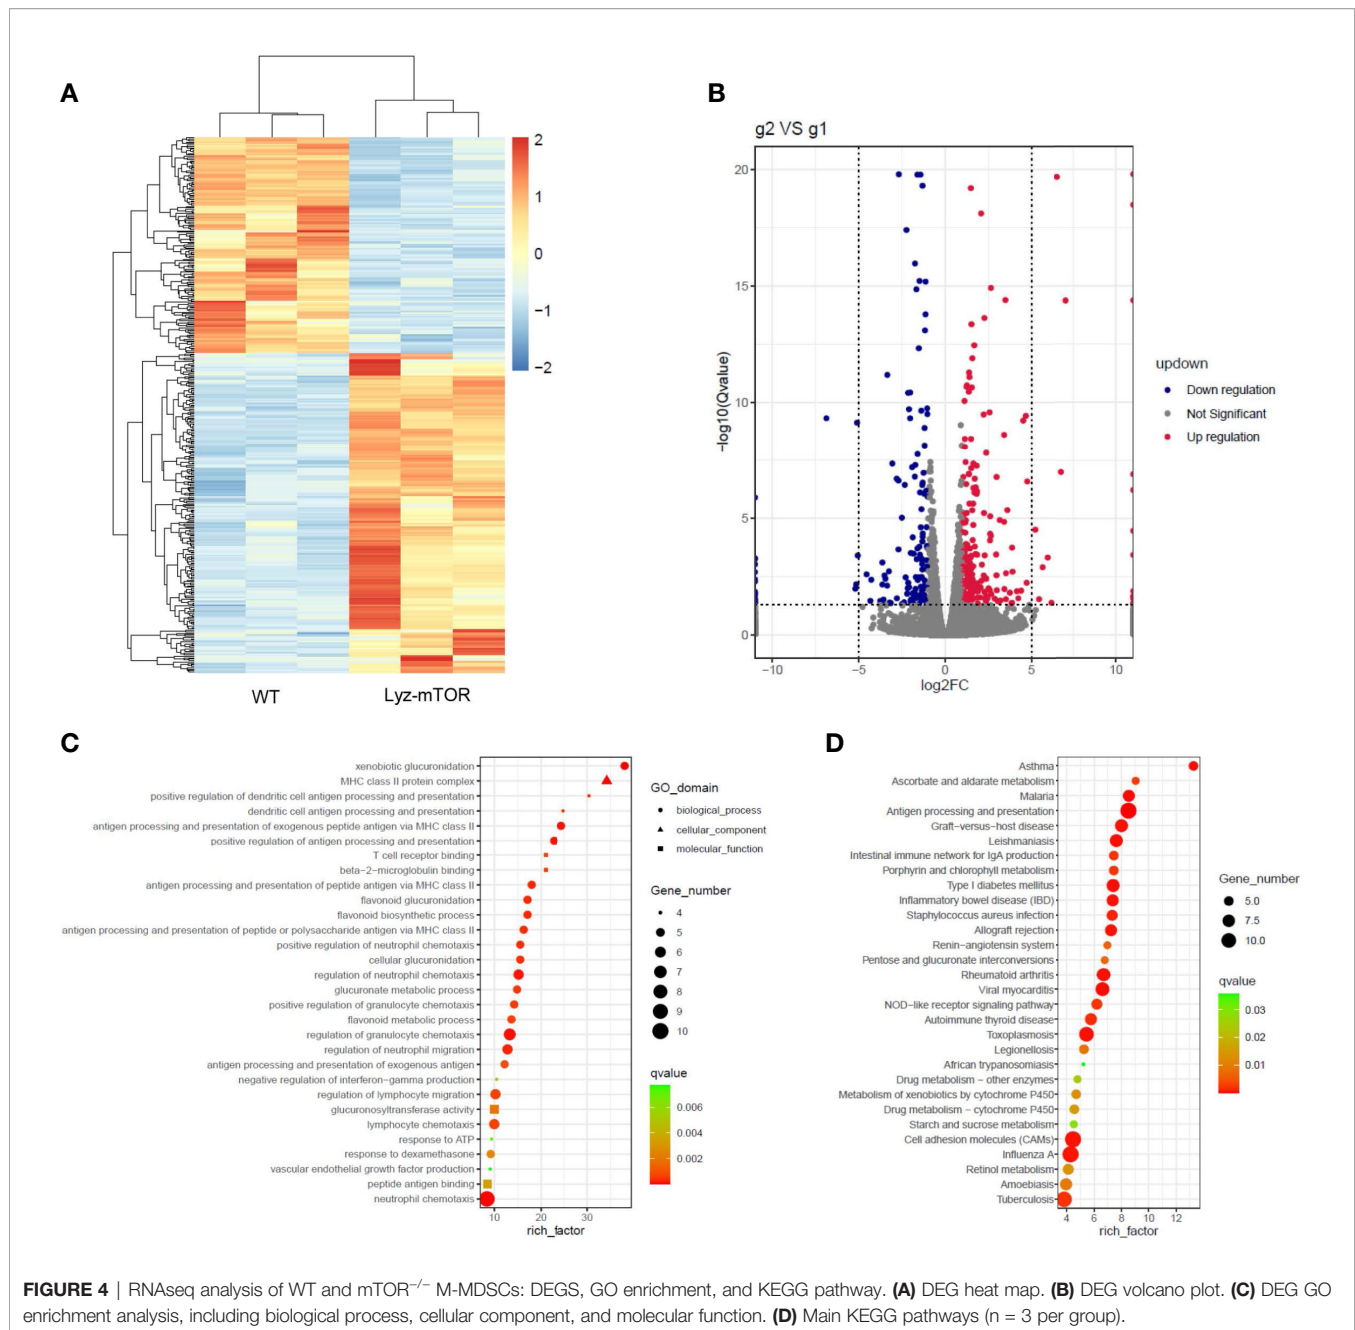 A
2
1
0
−1
−2
WT
Lyz-mTOR
B
g2 VS g1
20
15
10
5
0
−10
−5
0
5
10
-log10(Qvalue)
log2FC
updown
Down regulation
Not Significant
Up regulation
C
xenobiotic glucuronidation
MHC class II protein complex
positive regulation of dendritic cell antigen processing and presentation
dendritic cell antigen processing and presentation
antigen processing and presentation of exogenous peptide antigen via MHC class II
positive regulation of antigen processing and presentation
T cell receptor binding
beta−2−microglobulin binding
antigen processing and presentation of peptide antigen via MHC class II
flavonoid glucuronidation
flavonoid biosynthetic process
antigen processing and presentation of peptide or polysaccharide antigen via MHC class II
positive regulation of neutrophil chemotaxis
cellular glucuronidation
regulation of neutrophil chemotaxis
glucuronate metabolic process
positive regulation of granulocyte chemotaxis
flavonoid metabolic process
regulation of granulocyte chemotaxis
regulation of neutrophil migration
antigen processing and presentation of exogenous antigen
negative regulation of interferon−gamma production
regulation of lymphocyte migration
glucuronosyltransferase activity
lymphocyte chemotaxis
response to ATP
response to dexamethasone
vascular endothelial growth factor production
peptide antigen binding
neutrophil chemotaxis
10
20
30
rich_factor
GO_domain
biological_process
cellular_component
molecular_function
Gene_number
4
5
6
7
8
9
10
qvalue
0.006
0.004
0.002
D
Asthma
Ascorbate and aldarate metabolism
Malaria
Antigen processing and presentation
Graft−versus−host disease
Leishmaniasis
Intestinal immune network for IgA production
Porphyrin and chlorophyll metabolism
Type I diabetes mellitus
Inflammatory bowel disease (IBD)
Staphylococcus aureus infection
Allograft rejection
Renin−angiotensin system
Pentose and glucuronate interconversions
Rheumatoid arthritis
Viral myocarditis
NOD−like receptor signaling pathway
Autoimmune thyroid disease
Toxoplasmosis
Legionellosis
African trypanosomiasis
Drug metabolism − other enzymes
Metabolism of xenobiotics by cytochrome P450
Drug metabolism − cytochrome P450
Starch and sucrose metabolism
Cell adhesion molecules (CAMs)
Influenza A
Retinol metabolism
Amoebiasis
Tuberculosis
4
6
8
10
12
rich_factor
Gene_number
5.0
7.5
10.0
qvalue
0.03
0.02
0.01
FIGURE 4 | RNAseq analysis of WT and mTOR−/− M-MDSCs: DEGS, GO enrichment, and KEGG pathway. (A) DEG heat map. (B) DEG volcano plot. (C) DEG GO
enrichment analysis, including biological process, cellular component, and molecular function. (D) Main KEGG pathways (n = 3 per group).